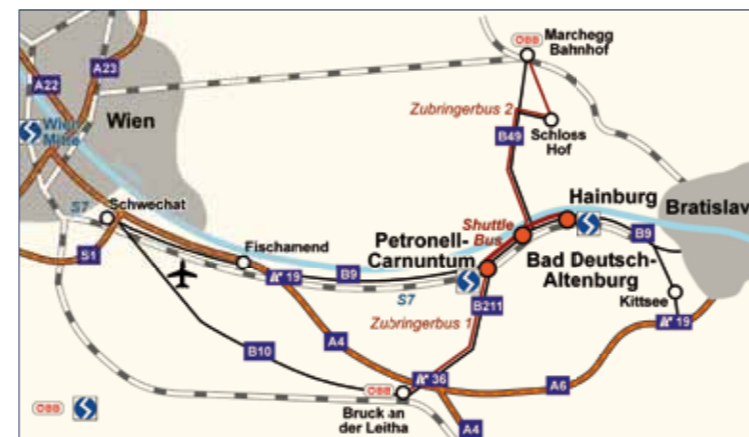 ÖBB
Marchegg
Bahnhof
A23
A22
Wien
Wien
Mitte
Zubringerbus 2
Schloss
Hof
B49
S7
Schwechat
Hainburg
Bratislav
Shuttle
Bus
Fischamend
Petronell-
Carnuntum
S1
19
B9
S7
B9
Bad Deutsch-
Altenburg
Kittsee
B211
Zubringerbus 1
19
A4
B10
36
A6
ÖBB
ÖBB
Bruck an
der Leitha
A4